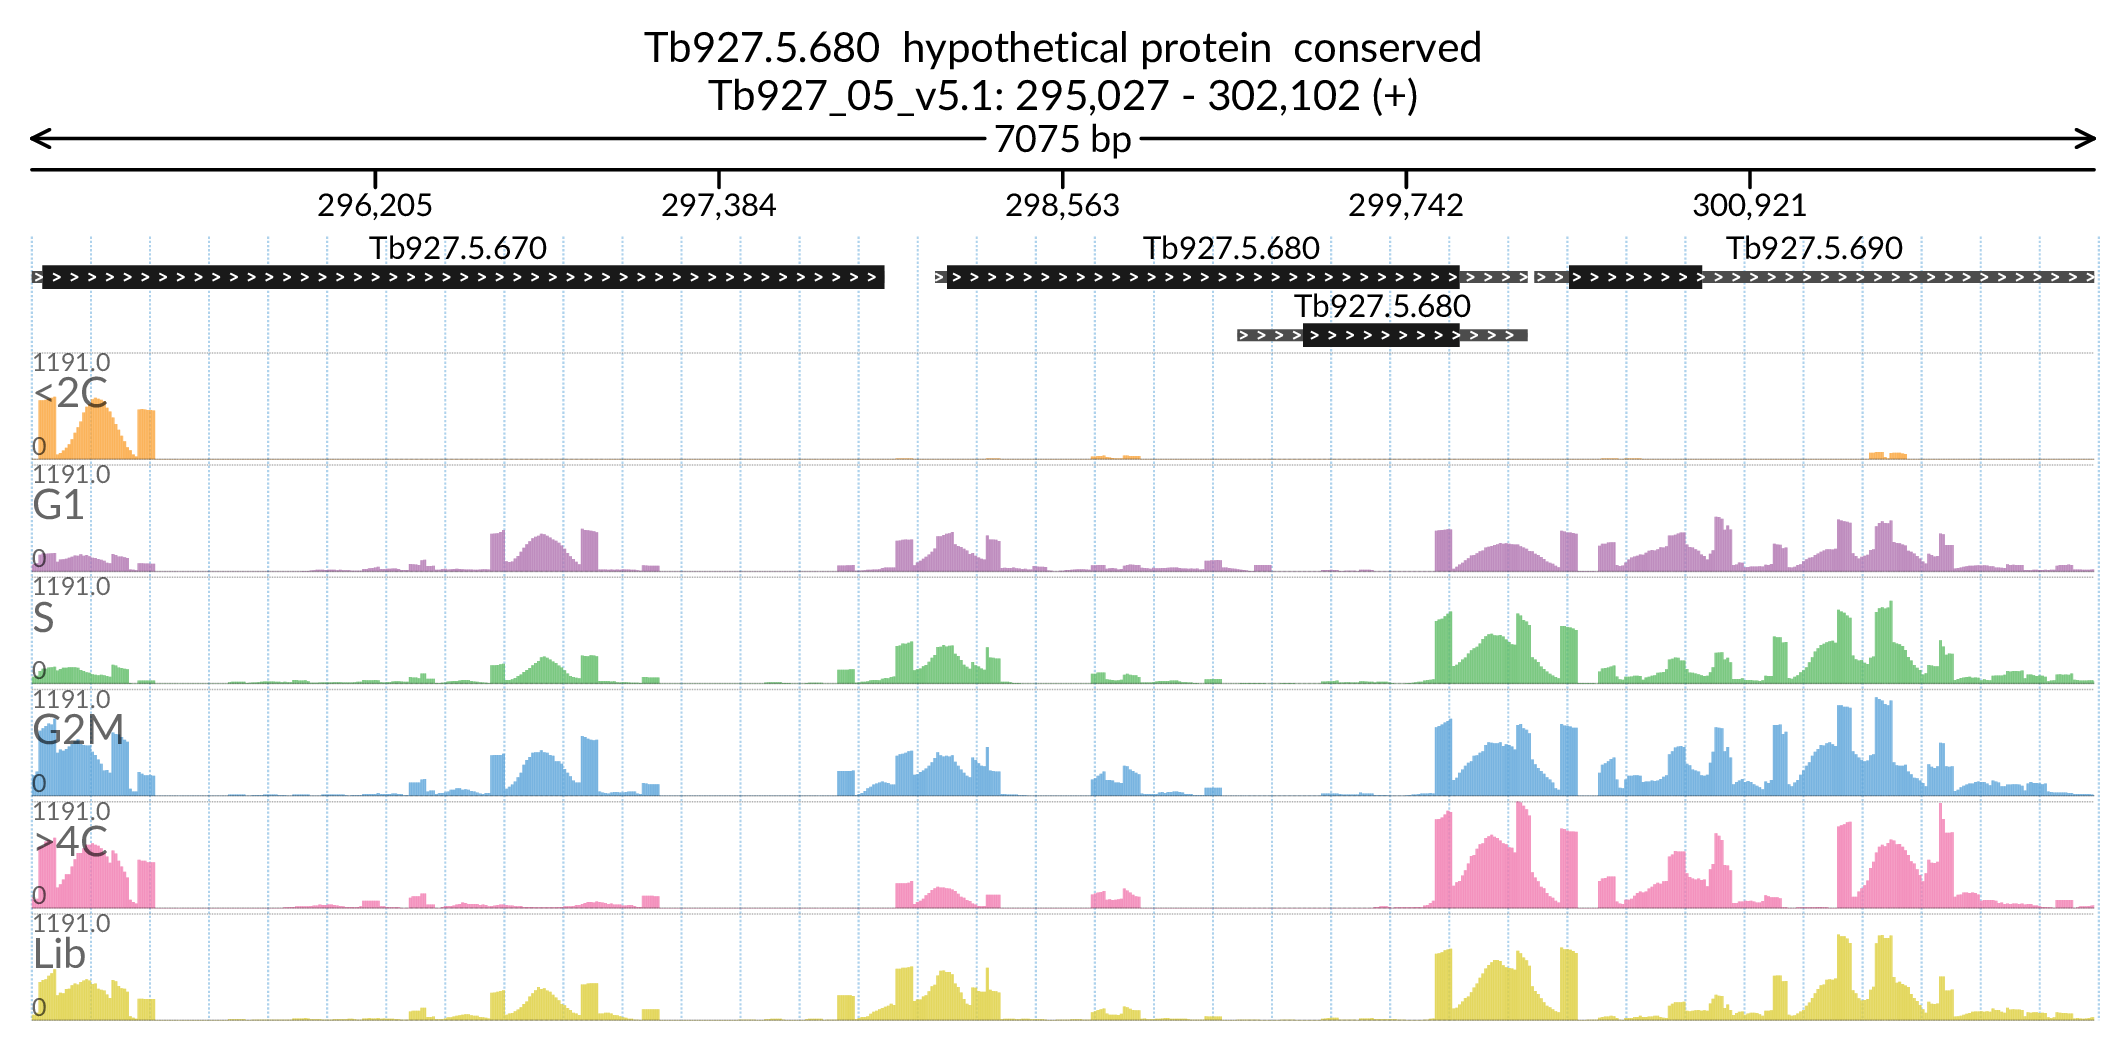 Tb927.5.680  hypothetical protein  conserved
Tb927_05_v5.1: 295,027 - 302,102 (+)
7075 bp
296,205 297,384 298,563 299,742 300,921
Tb927.5.670 Tb927.5.680 Tb927.5.690
Tb927.5.680
1191.0
<2C
0
1191.0
G1
0
1191.0
S
0
1191.0
G2M
0
1191.0
>4C
0
1191.0
Lib
0